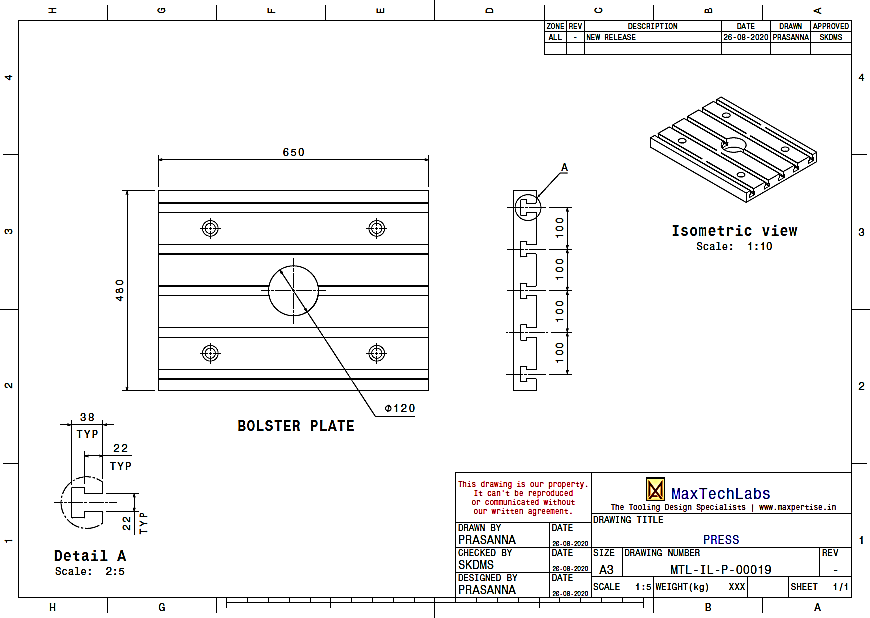 H G F E D C B A
ZONE REV DESCRIPTION DATE DRAWN APPROVED
ALL - NEW RELEASE 26-08-2020 PRASANNA SKDMS
4 4
3 3
2 2
1 1
650
480
Φ120
BOLSTER PLATE
A
100
100
100
100
Isometric view
Scale: 1:10
38
TYP
22
TYP
22
TYP
Detail A
Scale: 2:5
This drawing is our property.
It can't be reproduced
or communicated without
our written agreement.
MaxTechLabs
The Tooling Design Specialists | www.maxpertise.in
DRAWING TITLE
PRESS
DRAWN BY DATE
PRASANNA 26-08-2020
CHECKED BY DATE
SKDMS 26-08-2020
DESIGNED BY DATE
PRASANNA 26-08-2020
SIZE DRAWING NUMBER REV
A3 MTL-IL-P-00019 -
SCALE 1:5 WEIGHT(kg) XXX SHEET 1/1
H G B A